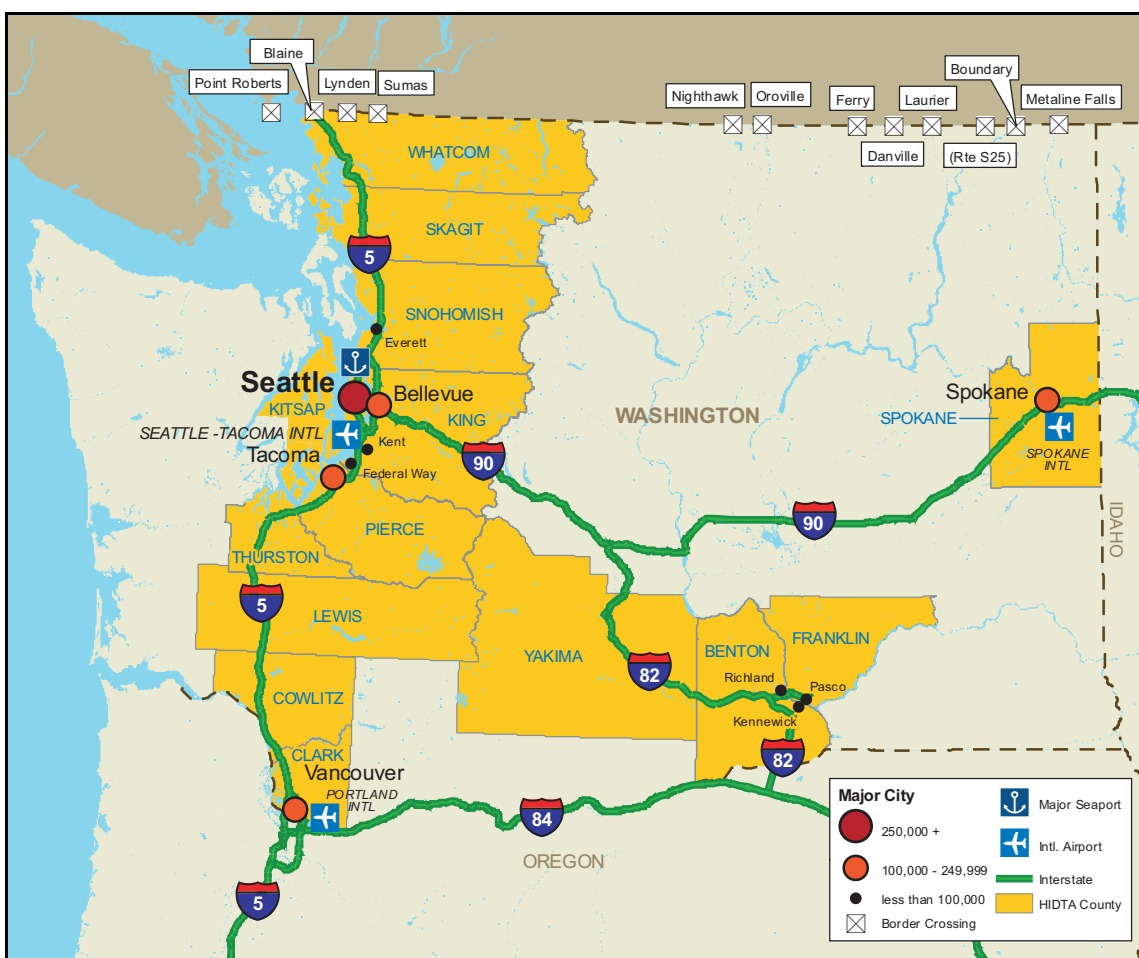 Blaine
Point Roberts
Lynden
Sumas
Nighthawk
Oroville
Ferry
Laurier
Boundary
Metaline Falls
Danville
(Rte S25)
WHATCOM
SKAGIT
5
SNOHOMISH
Everett
Seattle
Bellevue
KITSAP
KING
WASHINGTON
SPOKANE
Spokane
SEATTLE -TACOMA INTL
Kent
Tacoma
Federal Way
90
SPOKANE
INTL
90
IDAHO
PIERCE
THURSTON
5
LEWIS
YAKIMA
BENTON
FRANKLIN
82
Richland
Pasco
Kennewick
COWLITZ
CLARK
Vancouver
PORTLAND
INTL
82
84
OREGON
5
Major City
250,000 +
100,000 - 249,999
less than 100,000
Border Crossing
Major Seaport
Intl. Airport
Interstate
HIDTA County